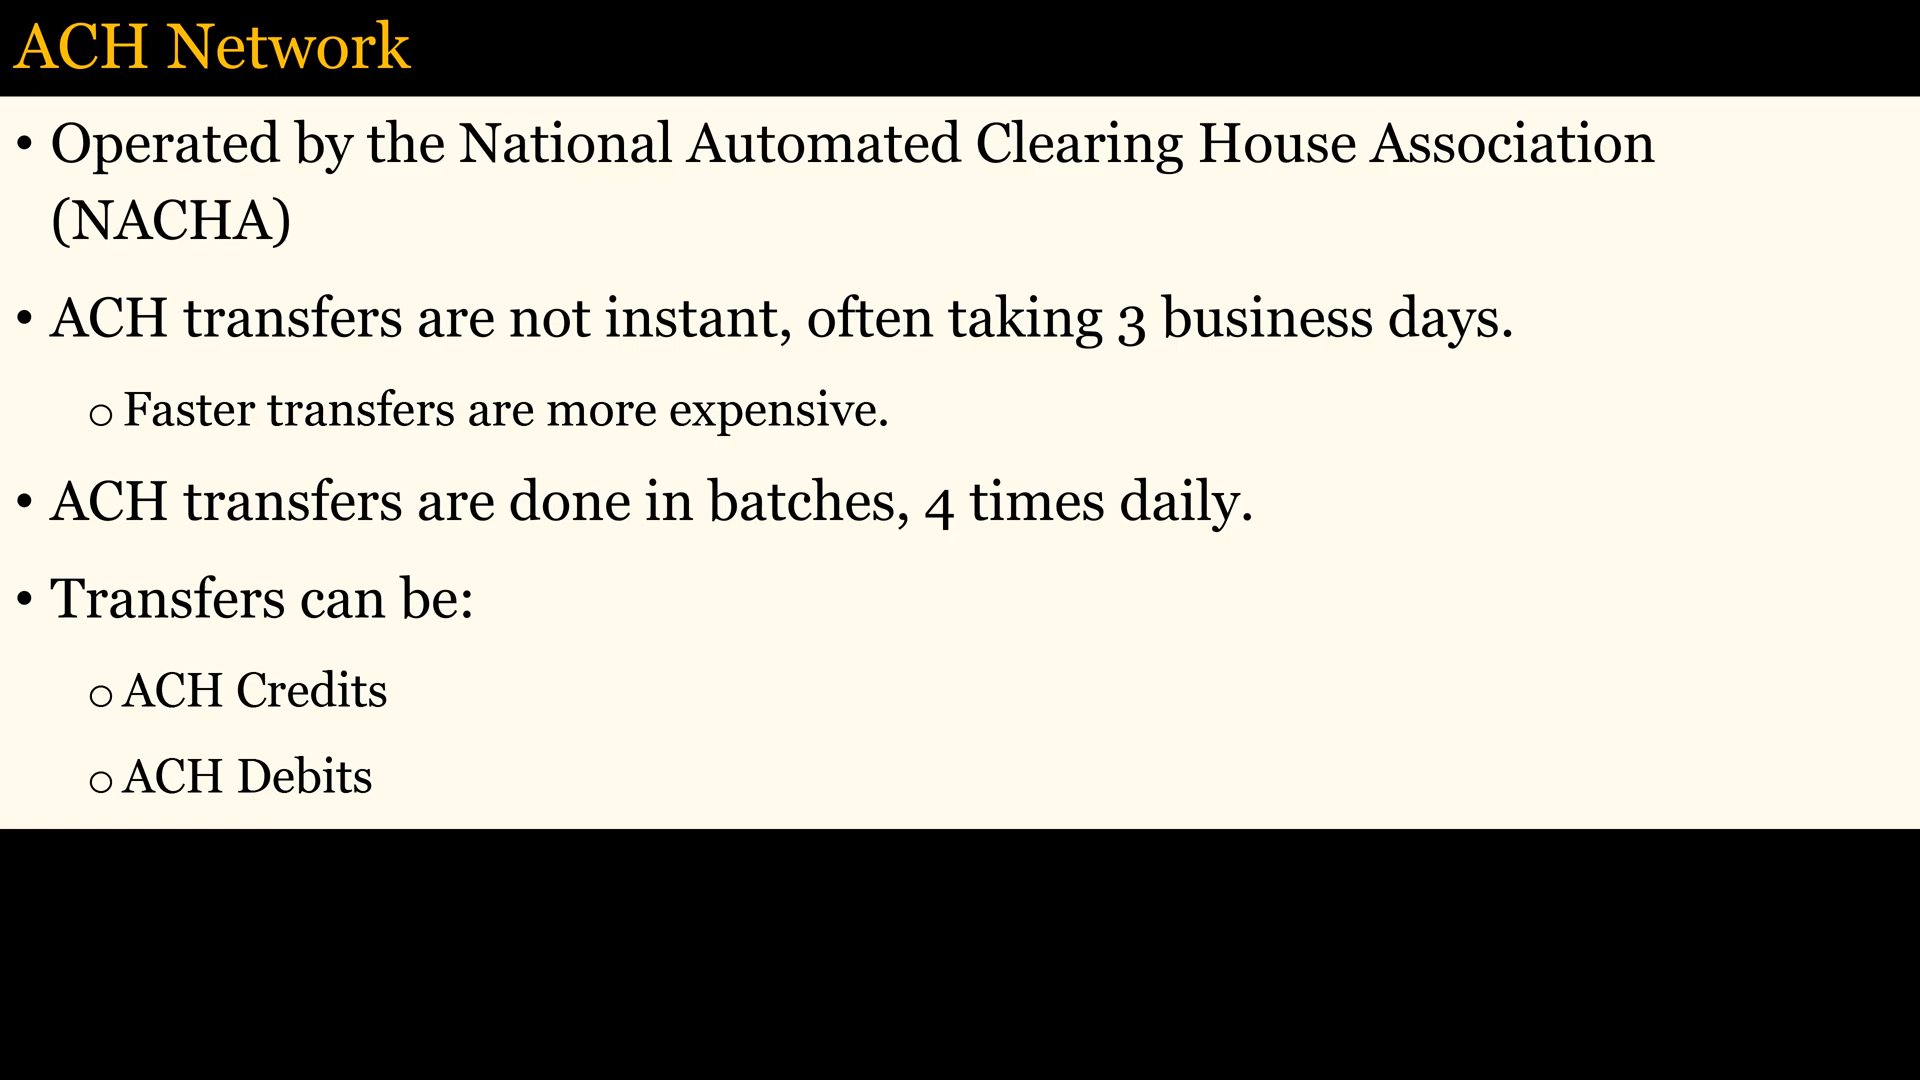 ACH Network
• Operated by the National Automated Clearing House Association
(NACHA)
• ACH transfers are not instant, often taking 3 business days.
o Faster transfers are more expensive.
• ACH transfers are done in batches, 4 times daily.
• Transfers can be:
o ACH Credits
o ACH Debits